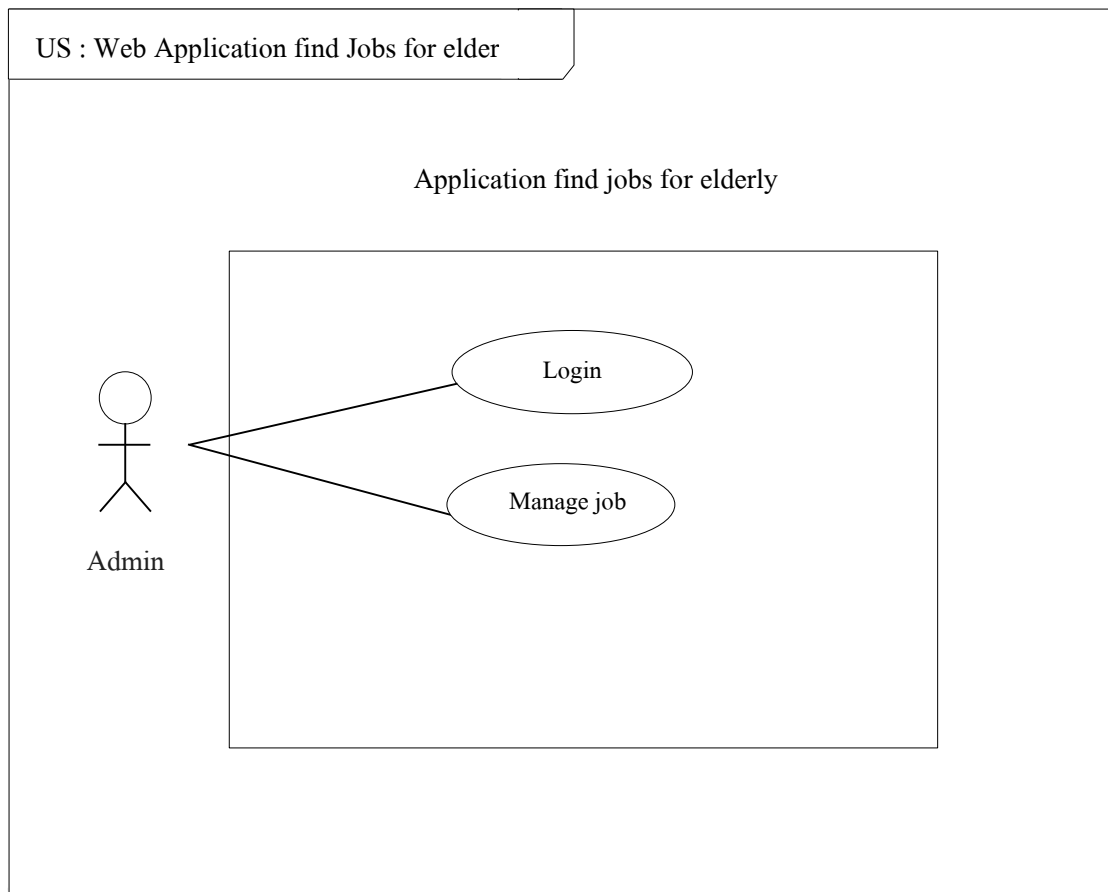 US : Web Application find Jobs for elder
Application find jobs for elderly
Login
Manage job
Admin